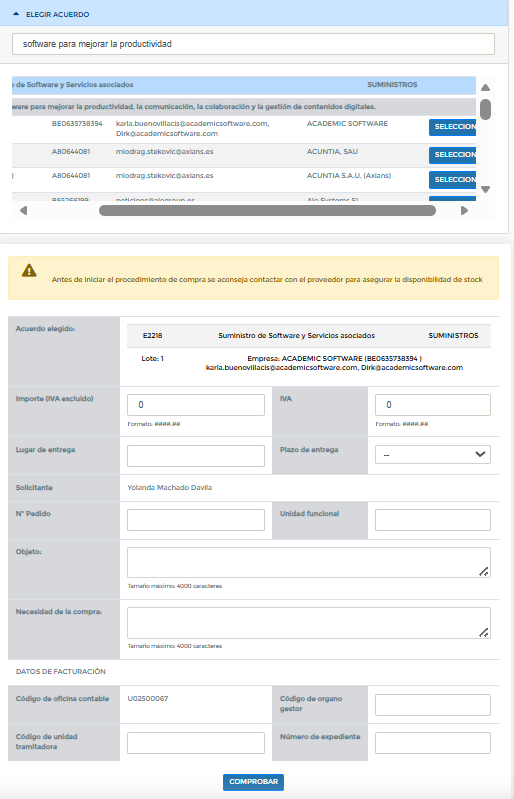 ELEGIR ACUERDO
software para mejorar la productividad
o de Software y Servicios asociados SUMINISTROS
ware para mejorar la productividad, la comunicación, la colaboración y la gestión de contenidos digitales.
BE0635738394 karla.buenovillacis@academicsoftware.com, ACADEMIC SOFTWARE SELECCION
Dirk@academicsoftware.com
A80644081 miodrag.stekovic@axians.es ACUNTIA, SAU SELECCION
) A80644081 miodrag.stekovic@axians.es ACUNTIA S.A.U. (Axians) SELECCION
Antes de iniciar el procedimiento de compra se aconseja contactar con el proveedor para asegurar la disponibilidad de stock
Acuerdo elegido: E2218 Suministro de Software y Servicios asociados SUMINISTROS
Lote: 1 Empresa: ACADEMIC SOFTWARE (BE0635738394 )
karla.buenovillacis@academicsoftware.com, Dirk@academicsoftware.com
Importe (IVA excluido) 0 IVA 0
Formato: ####.## Formato: ####.##
Lugar de entrega Plazo de entrega --
Solicitante Yolanda Machado Davila
Nº Pedido Unidad funcional
Objeto:
Tamaño máximo: 4000 caracteres
Necesidad de la compra:
Tamaño máximo: 4000 caracteres
DATOS DE FACTURACIÓN
Código de oficina contable U02500067 Código de organo
gestor
Código de unidad Número de expediente
tramitadora
COMPROBAR